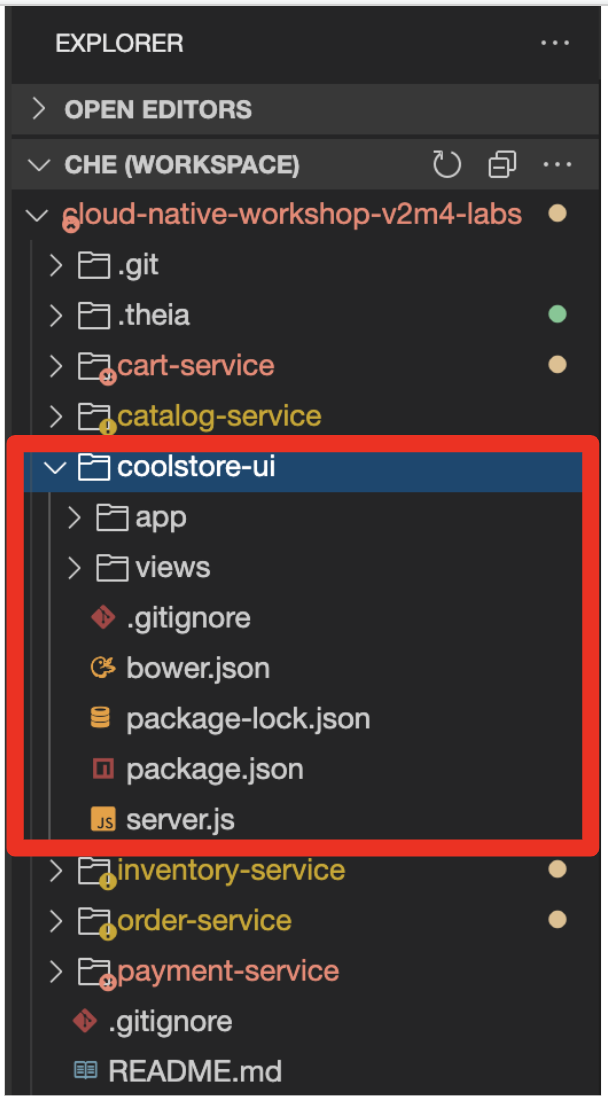 EXPLORER
OPEN EDITORS
CHE (WORKSPACE)
cloud-native-workshop-v2m4-labs
.git
.theia
cart-service
catalog-service
coolstore-ui
app
views
.gitignore
bower.json
package-lock.json
package.json
JS server.js
inventory-service
order-service
payment-service
.gitignore
README.md